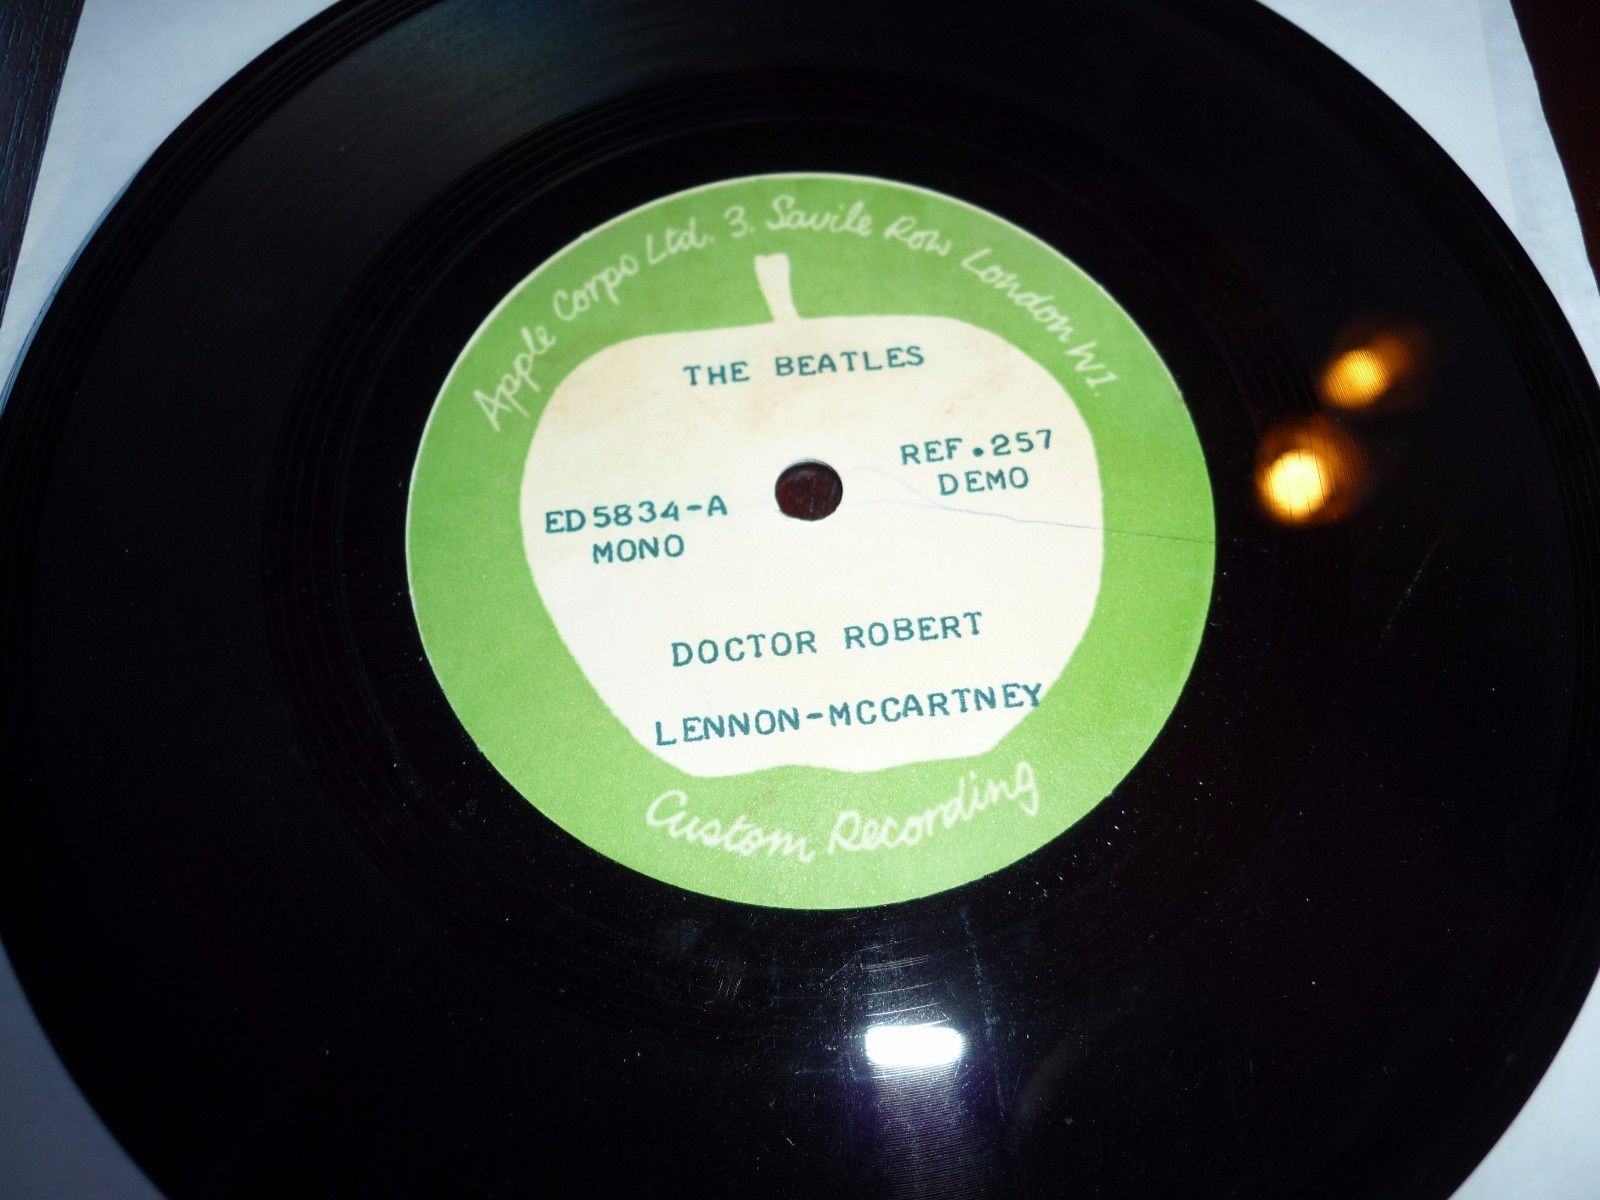 Apple Corps Ltd. 3. Savile Row London W1.
THE BEATLES
REF.257
DEMO
ED5834-A
MONO
DOCTOR ROBERT
LENNON-MCCARTNEY
Custom Recording